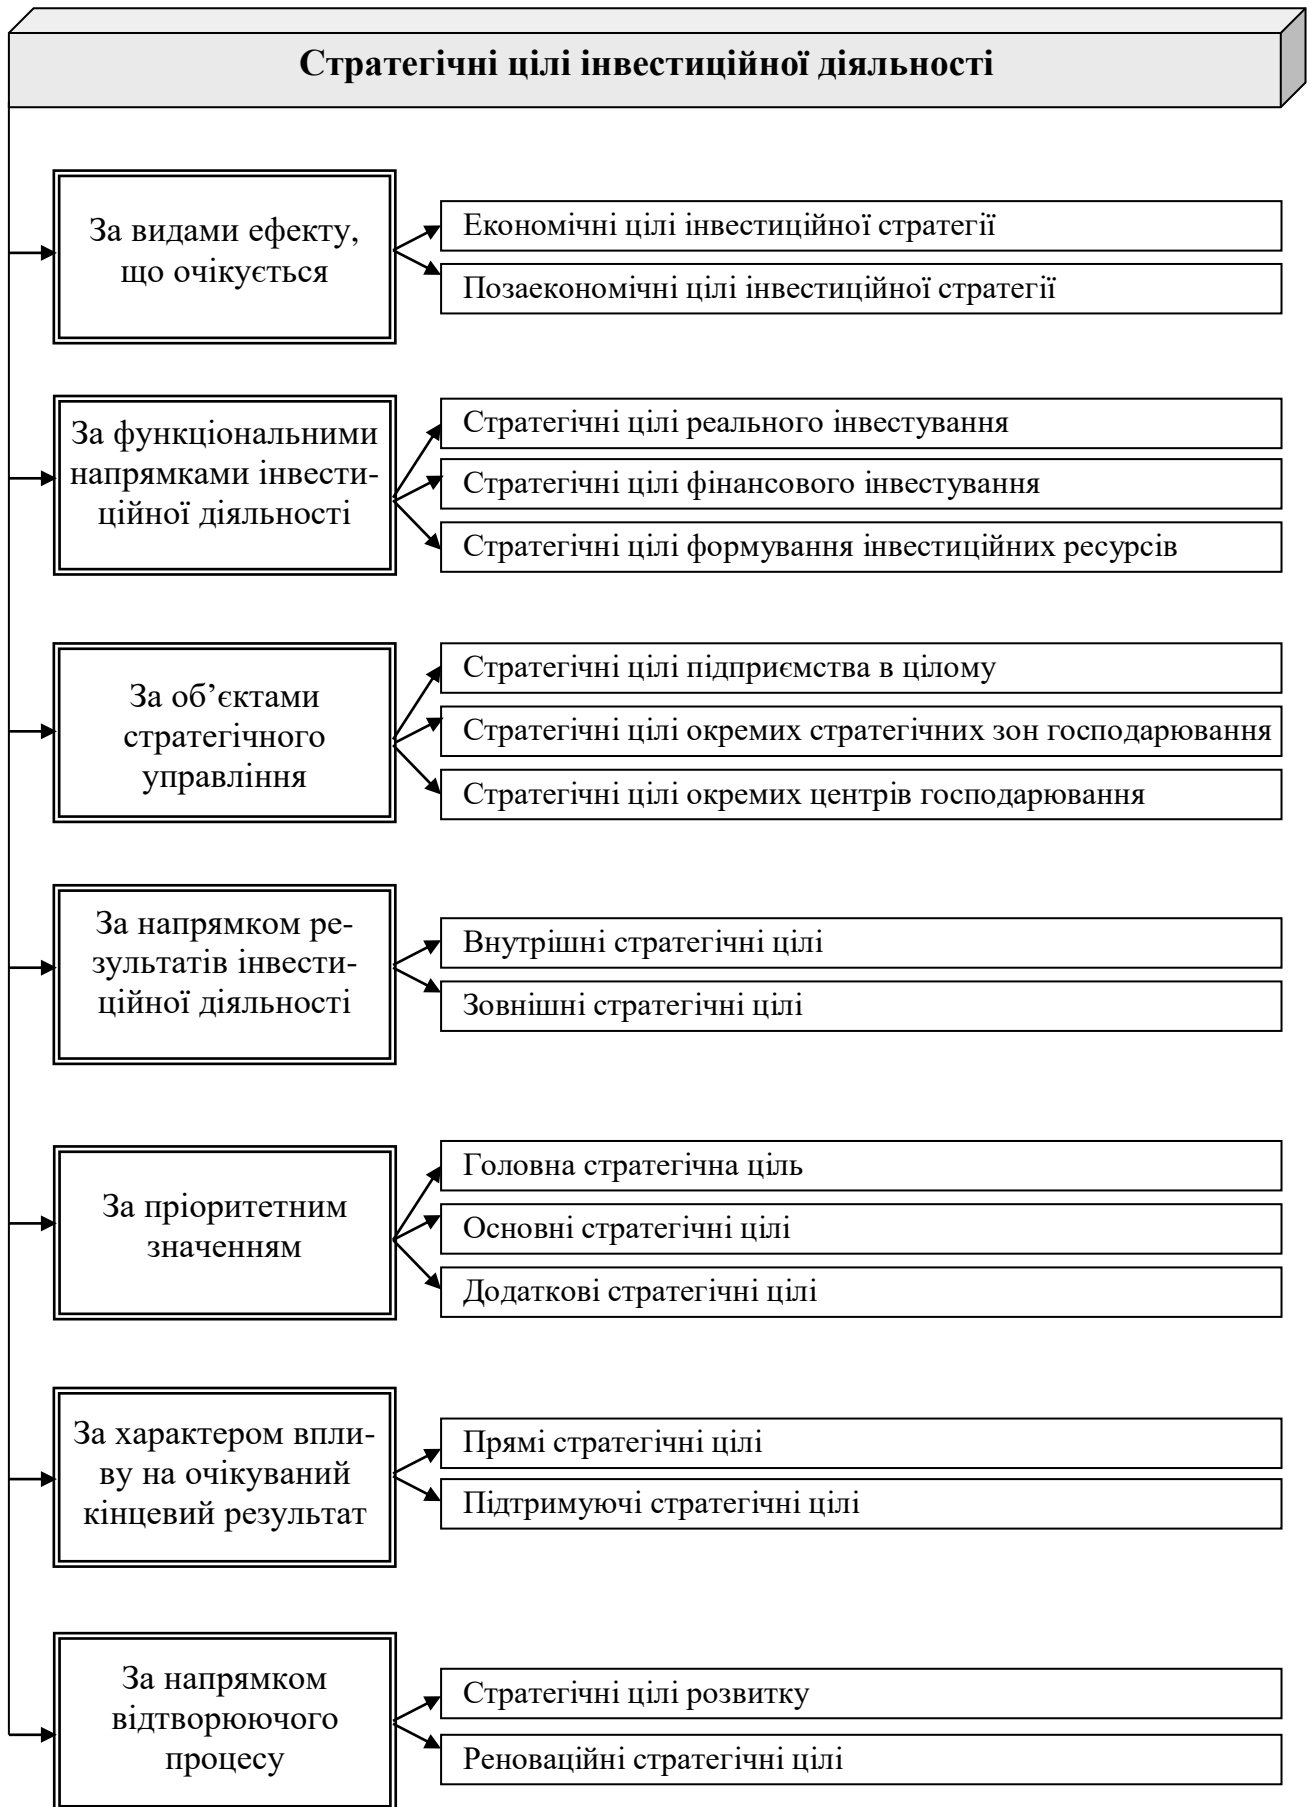 Стратегічні цілі інвестиційної діяльності
За видами ефекту,
що очікується
Економічні цілі інвестиційної стратегії
Позаекономічні цілі інвестиційної стратегії
За функціональними
напрямками інвести-
ційної діяльності
Стратегічні цілі реального інвестування
Стратегічні цілі фінансового інвестування
Стратегічні цілі формування інвестиційних ресурсів
За об’єктами
стратегічного
управління
Стратегічні цілі підприємства в цілому
Стратегічні цілі окремих стратегічних зон господарювання
Стратегічні цілі окремих центрів господарювання
За напрямком ре-
зультатів інвести-
ційної діяльності
Внутрішні стратегічні цілі
Зовнішні стратегічні цілі
За пріоритетним
значенням
Головна стратегічна ціль
Основні стратегічні цілі
Додаткові стратегічні цілі
За характером впли-
ву на очікуваний
кінцевий результат
Прямі стратегічні цілі
Підтримуючі стратегічні цілі
За напрямком
відтворюючого
процесу
Стратегічні цілі розвитку
Реноваційні стратегічні цілі